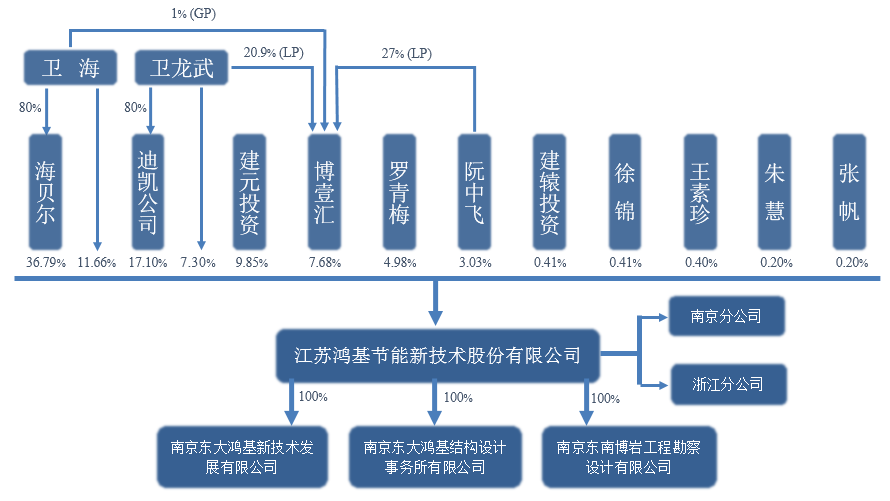 1% (GP)
卫 海
卫龙武
20.9% (LP)
27% (LP)
80%
80%
海贝尔
迪凯公司
建元投资
博壹汇
罗青梅
阮中飞
建辕投资
徐锦
王素珍
朱慧
张帆
36.79%
11.66%
17.10%
7.30%
9.85%
7.68%
4.98%
3.03%
0.41%
0.41%
0.40%
0.20%
0.20%
江苏鸿基节能新技术股份有限公司
南京分公司
浙江分公司
100%
100%
100%
南京东大鸿基新技术发
展有限公司
南京东大鸿基结构设计
事务所有限公司
南京东南博岩工程勘察
设计有限公司